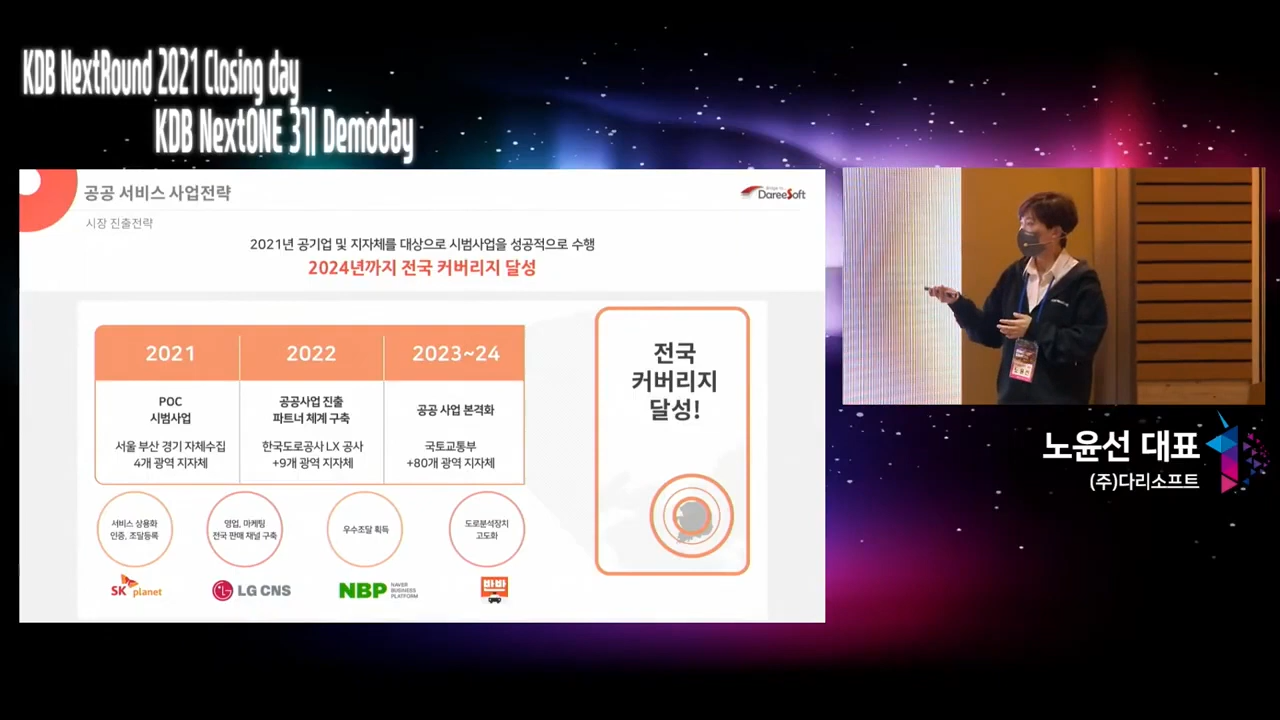 KDB NextRound 2021 Closing day
KDB NextONE 3기 Demoday
공공 서비스 사업전략
DareeSoft
시장 진출전략
2021년 공기업 및 지자체를 대상으로 시범사업을 성공적으로 수행
2024년까지 전국 커버리지 달성
2021
2022
2023~24
POC
시범사업
서울 부산 경기 자체수집
4개 광역 지자체
공공사업 진출
파트너 체계 구축
한국도로공사 LX 공사
+9개 광역 지자체
공공 사업 본격화
국토교통부
+80개 광역 지자체
전국
커버리지
달성!
서비스 상용화
인증, 조달등록
영업, 마케팅
전국 판매 채널 구축
우수조달 획득
도로분석장치
고도화
SK planet
LG CNS
NBP
NAVER
BUSINESS
PLATFORM
바바
노윤선 대표
(주)다리소프트